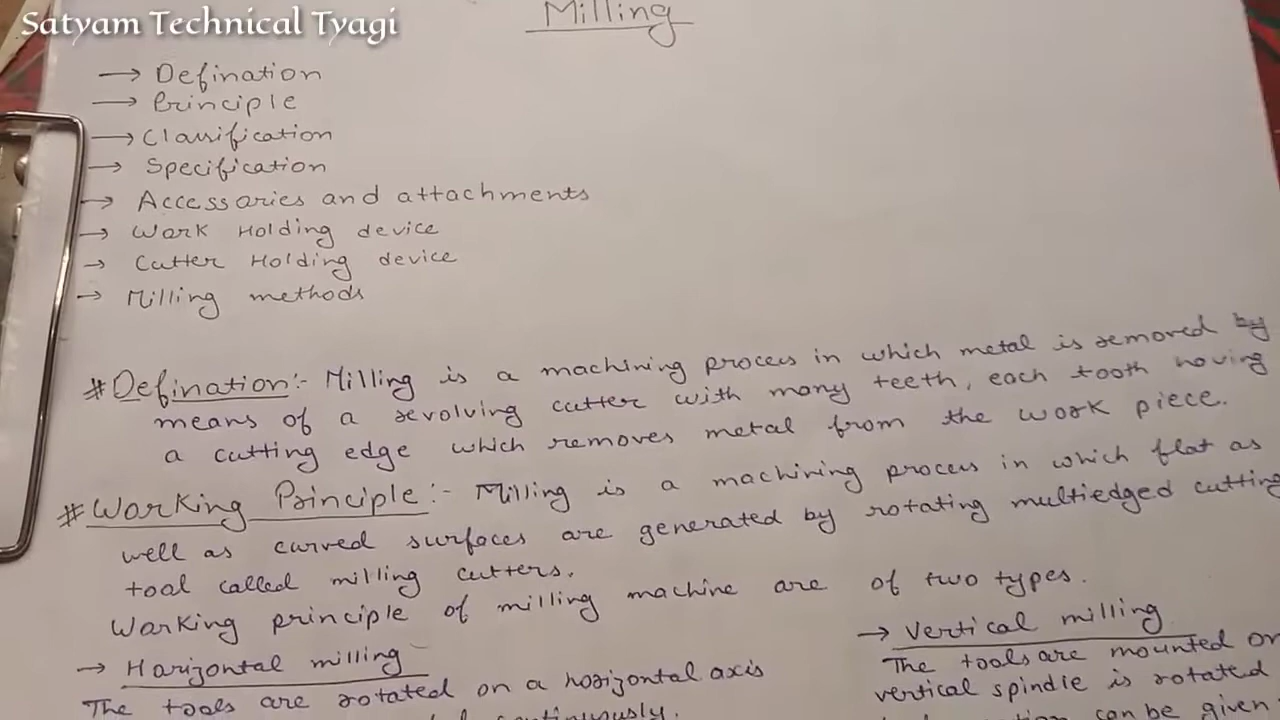 Satyam Technical Tyagi
Milling
→ Defination
→ Principle
→ Classification
→ Specification
→ Accessaries and attachments
→ Work Holding device
→ Cutter Holding device
→ Milling methods
#Defination:- Milling is a machining process in which metal is removed by
means of a revolving cutter with many teeth, each tooth having
a cutting edge which removes metal from the work piece.
#Working Principle:- Milling is a machining process in which flat as
well as curved surfaces are generated by rotating multiedged cutting
tool called milling cutters.
Working principle of milling machine are of two types.
→ Horizontal milling
The tools are rotated on a horizontal axis
continuously.
→ Vertical milling
The tools are mounted on
vertical spindle is rotated
can be given